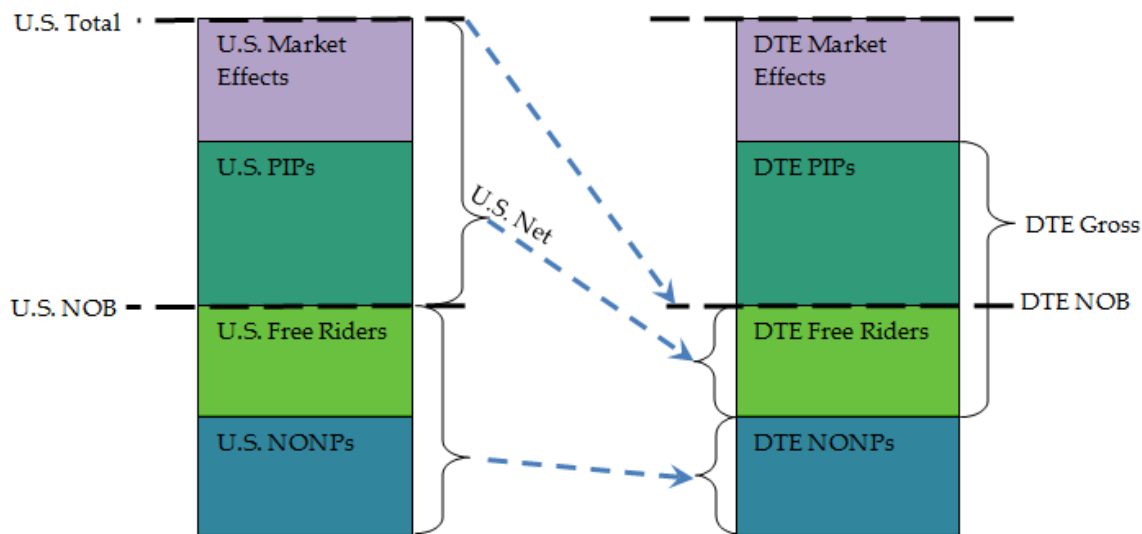 U.S. Total
U.S. Market
Effects
U.S. PIPs
U.S. Net
U.S. NOB
U.S. Free Riders
U.S. NONPs
DTE Market
Effects
DTE PIPs
DTE Gross
DTE NOB
DTE Free Riders
DTE NONPs